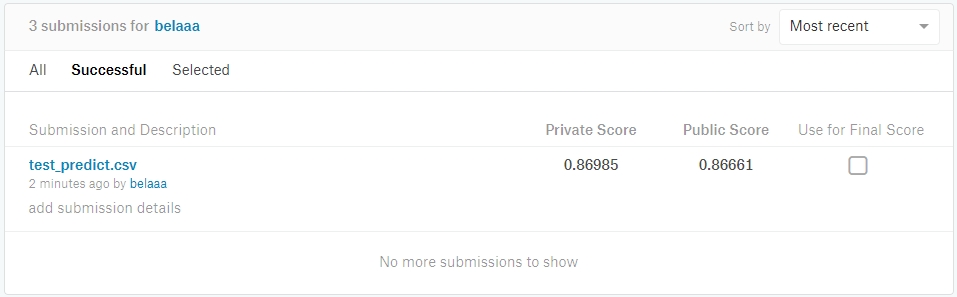 3 submissions for belaaa Sort by Most recent
All Successful Selected
Submission and Description Private Score Public Score Use for Final Score
test_predict.csv 0.86985 0.86661
2 minutes ago by belaaa
add submission details
No more submissions to show